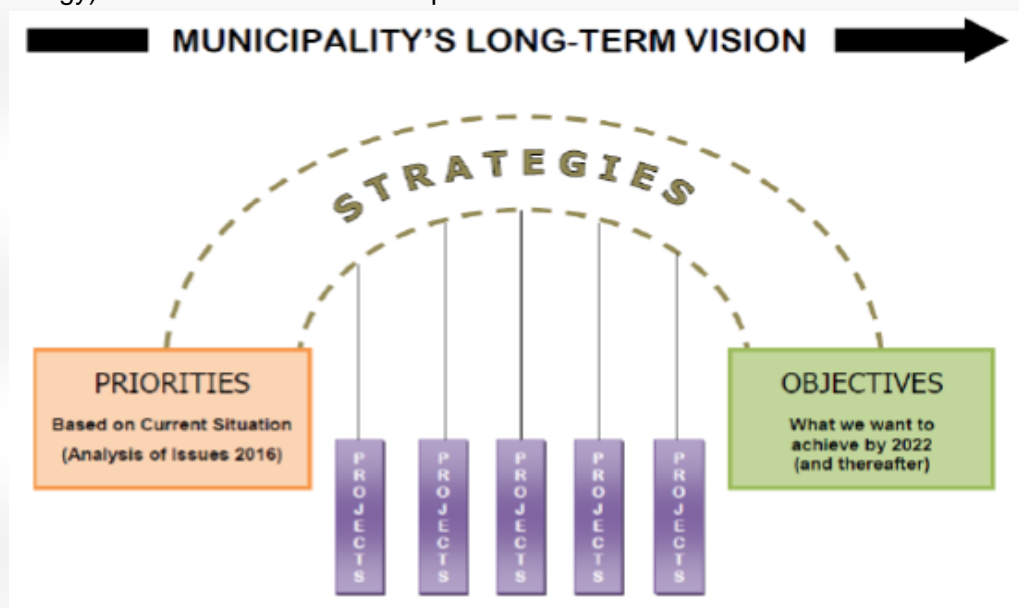 MUNICIPALITY'S LONG-TERM VISION
STRATEGIES
PRIORITIES
Based on Current Situation
(Analysis of Issues 2016)
OBJECTIVES
What we want to
achieve by 2022
(and thereafter)
PROJECTS
PROJECTS
PROJECTS
PROJECTS
PROJECTS